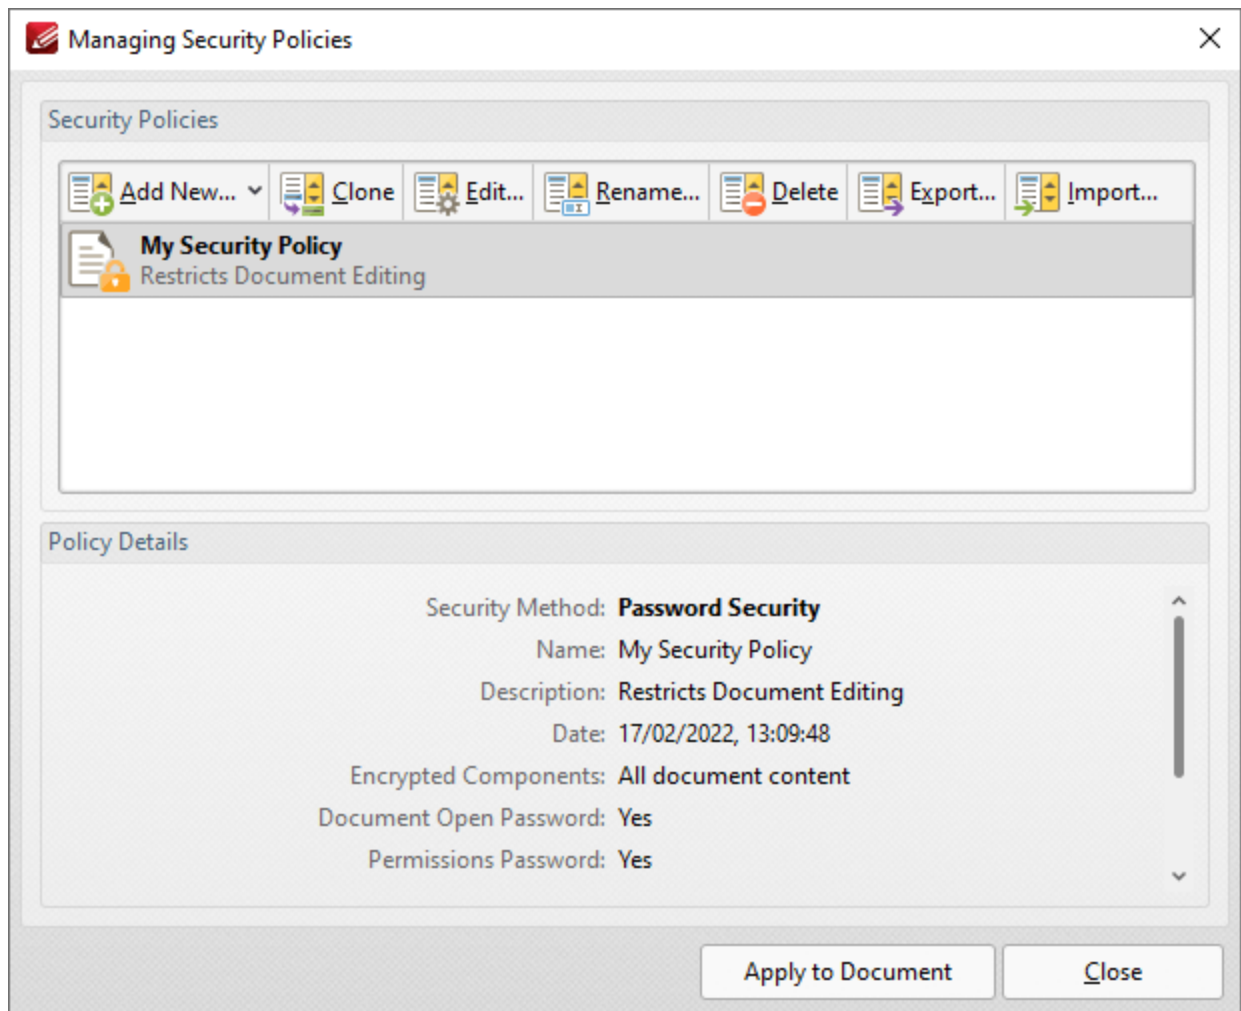 Managing Security Policies
Security Policies
Add New... Clone Edit... Rename... Delete Export... Import...
My Security Policy
Restricts Document Editing
Policy Details
Security Method: Password Security
Name: My Security Policy
Description: Restricts Document Editing
Date: 17/02/2022, 13:09:48
Encrypted Components: All document content
Document Open Password: Yes
Permissions Password: Yes
Apply to Document Close